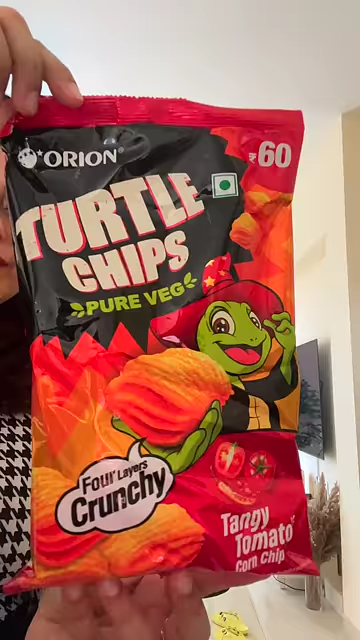 ORION
₹60
TURTLE
CHIPS
PURE VEG
Four Layers
Crunchy
Tangy
Tomato
Corn Chip